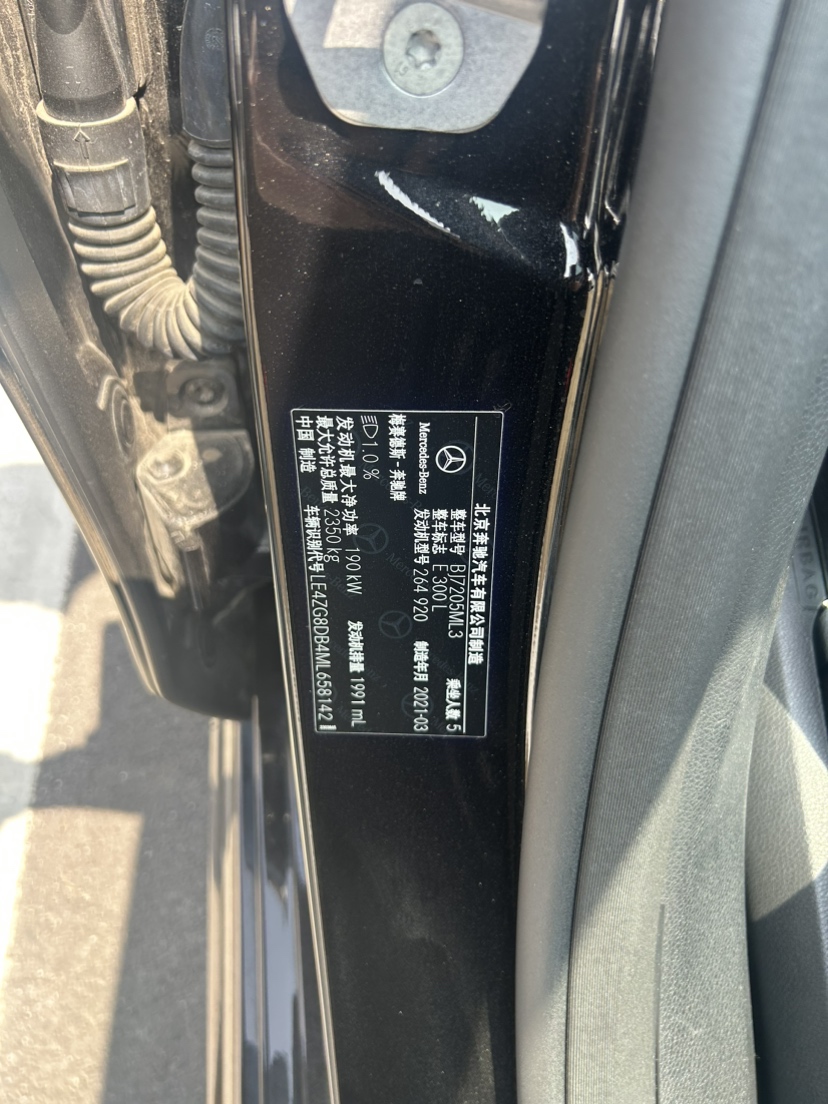 北京奔驰汽车有限公司制造
Mercedes-Benz
整车型号 BJ7205ML3 乘坐人数 5
整车标志 E 300 L
发动机型号 264 920 制造年月 2021-03
梅赛德斯-奔驰牌
1.0 %
发动机最大净功率 190 kW 发动机排量 1991 mL
最大允许总质量 2350 kg
中国 制造 车辆识别代号 LE4ZG8DB4ML658142